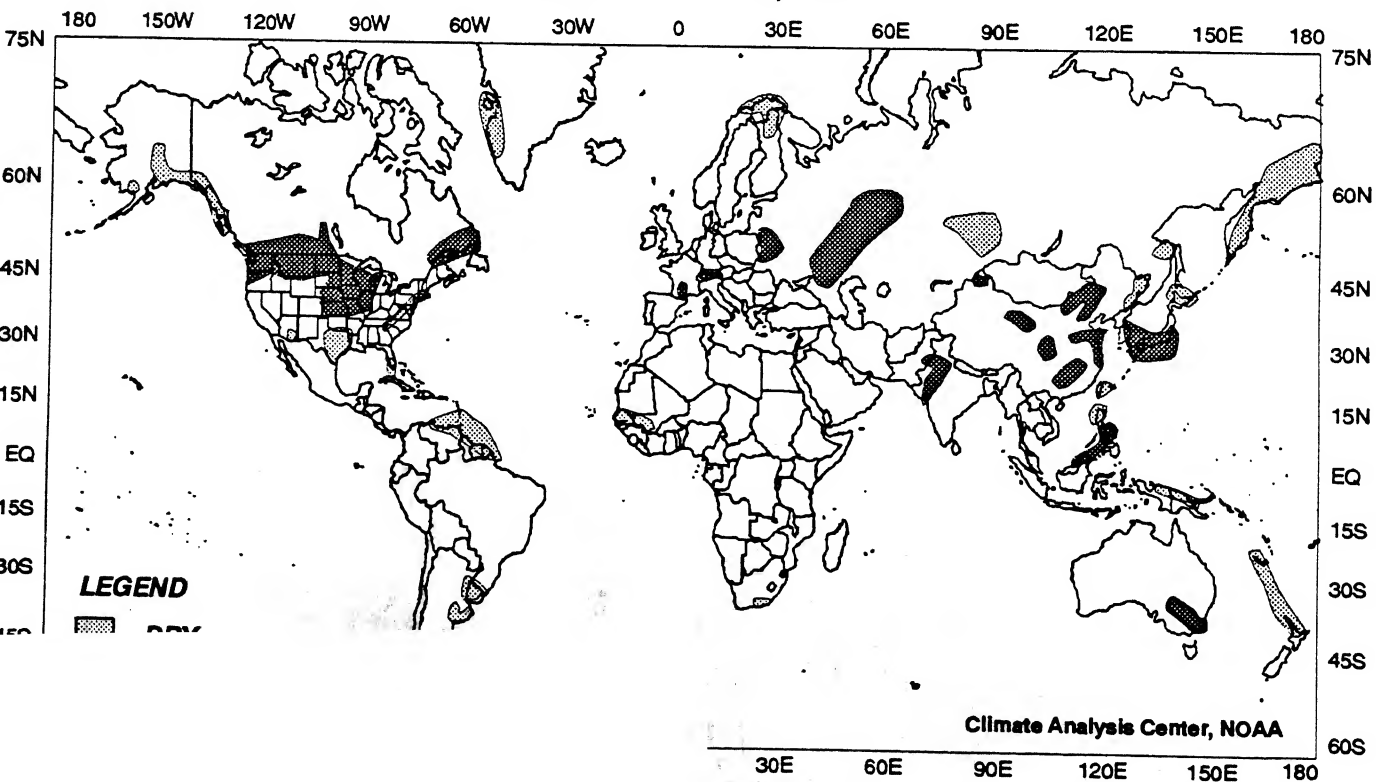 180 150W 120W 90W 60W 30W 0 30E 60E 90E 120E 150E 180
75N 75N
60N 60N
45N 45N
30N 30N
15N 15N
EQ EQ
15S 15S
30S 30S
LEGEND
DRY
45S
Climate Analysis Center, NOAA
60S
30E 60E 90E 120E 150E 180